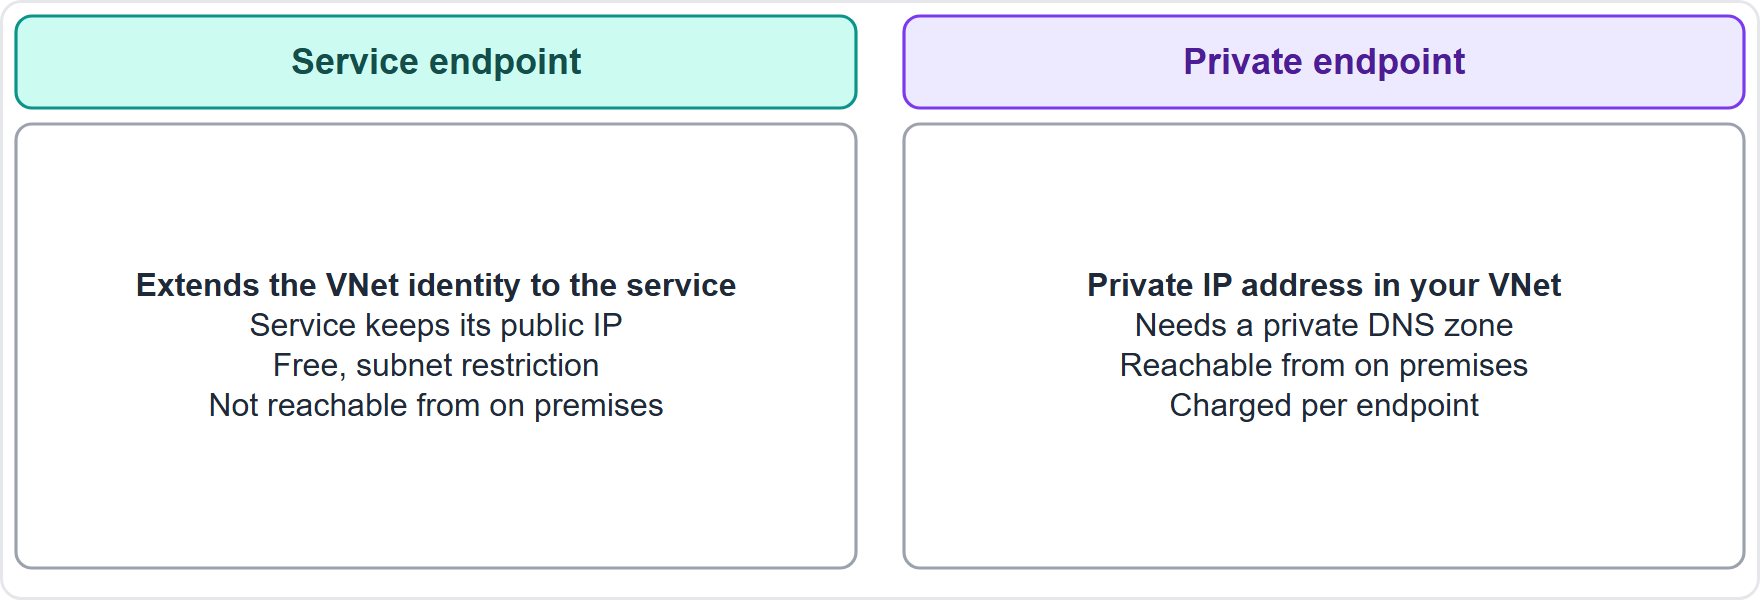 Service endpoint
Extends the VNet identity to the service
Service keeps its public IP
Free, subnet restriction
Not reachable from on premises
Private endpoint
Private IP address in your VNet
Needs a private DNS zone
Reachable from on premises
Charged per endpoint